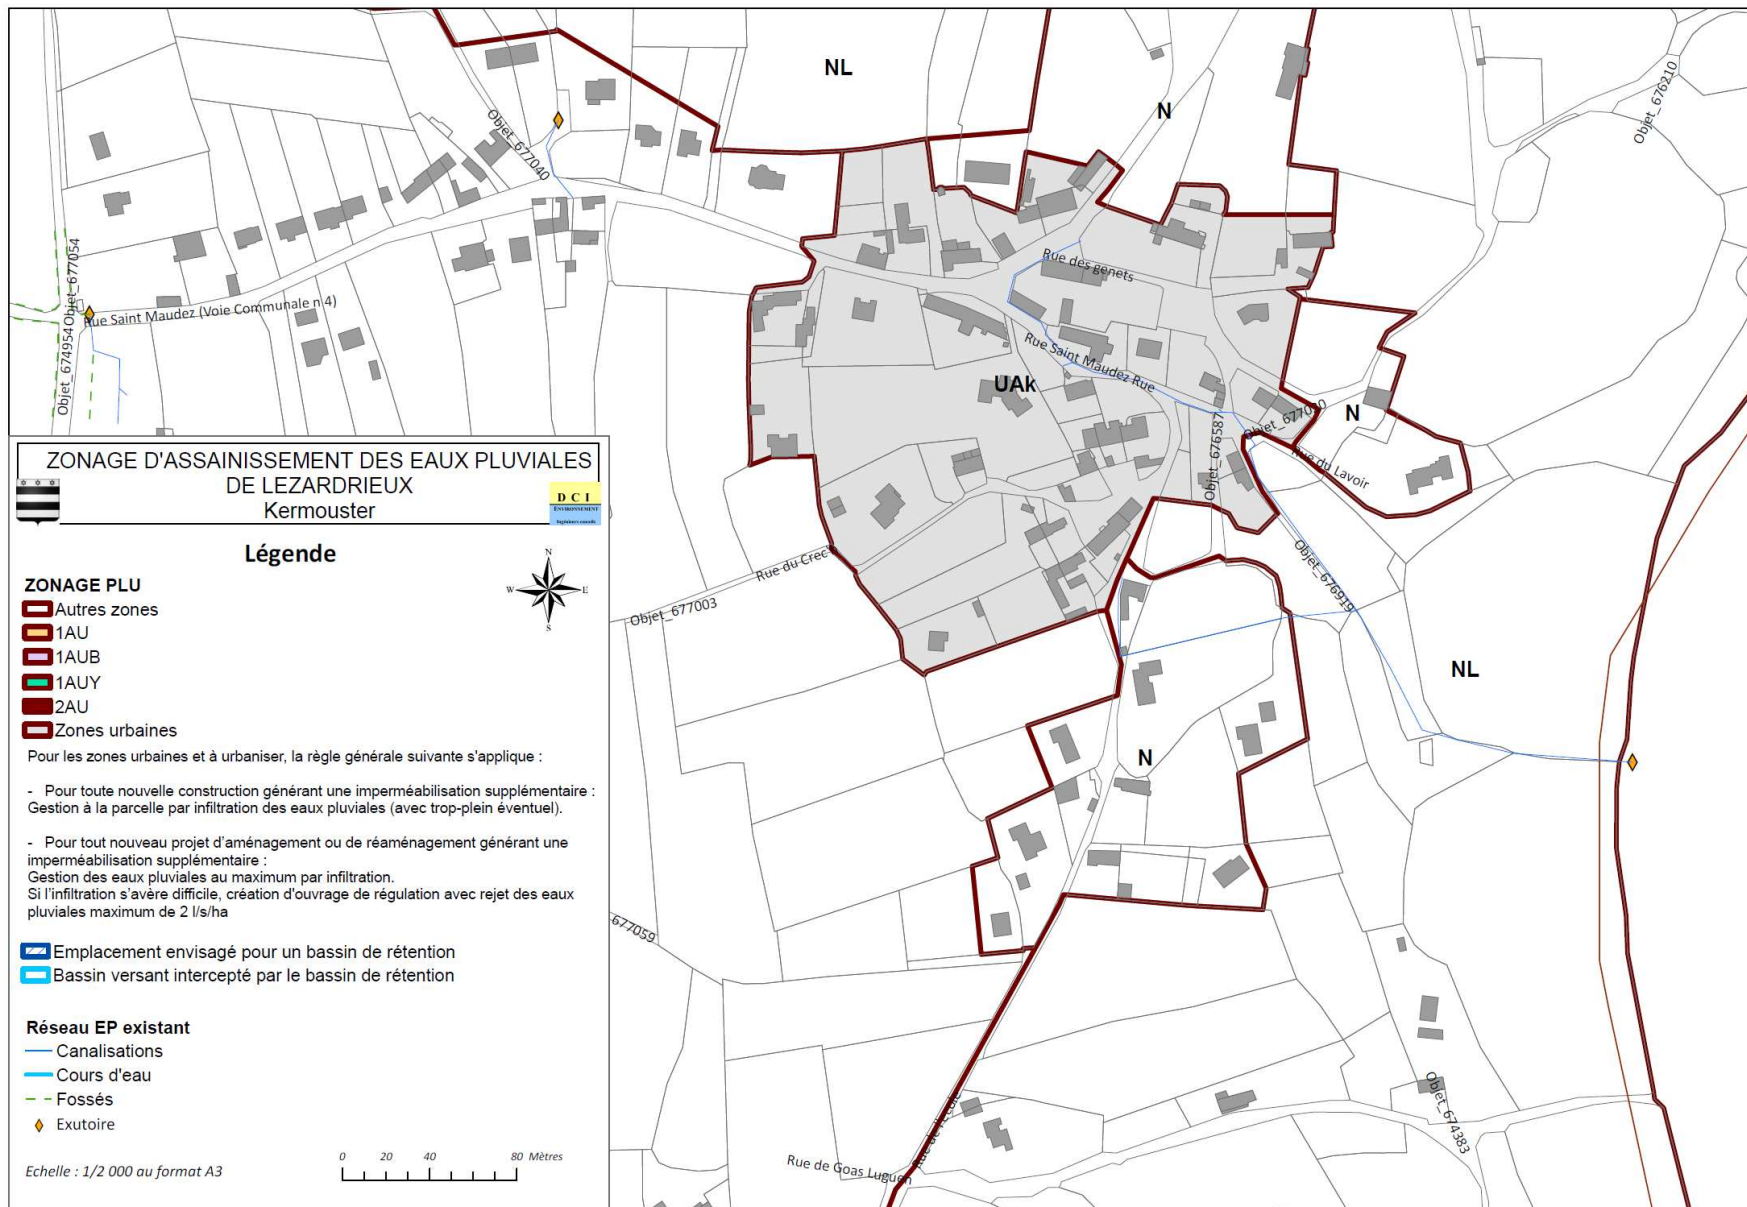 NL
N
Objet_676210
Objet_677040
Objet_677054
Rue Saint Maudez (Voie Communale n 4)
Objet_674954
Rue des genets
Rue Saint Maudez Rue
UAk
N
Objet_676587
Rue du Lavoir
Rue du Crec'h
Objet_677003
Objet_676919
NL
N
677059
Objet_674383
Rue de l'école
Rue de Goas Luguen
ZONAGE D'ASSAINISSEMENT DES EAUX PLUVIALES
DE LEZARDRIEUX
Kermouster
D C I
ENVIRONNEMENT
Ingénieurs conseils
Légende
N
W
E
S
ZONAGE PLU
Autres zones
1AU
1AUB
1AUY
2AU
Zones urbaines
Pour les zones urbaines et à urbaniser, la règle générale suivante s'applique :
- Pour toute nouvelle construction générant une imperméabilisation supplémentaire :
Gestion à la parcelle par infiltration des eaux pluviales (avec trop-plein éventuel).
- Pour tout nouveau projet d'aménagement ou de réaménagement générant une
imperméabilisation supplémentaire :
Gestion des eaux pluviales au maximum par infiltration.
Si l'infiltration s'avère difficile, création d'ouvrage de régulation avec rejet des eaux
pluviales maximum de 2 l/s/ha
Emplacement envisagé pour un bassin de rétention
Bassin versant intercepté par le bassin de rétention
Réseau EP existant
Canalisations
Cours d'eau
Fossés
Exutoire
Echelle : 1/2 000 au format A3
0 20 40 80 Mètres